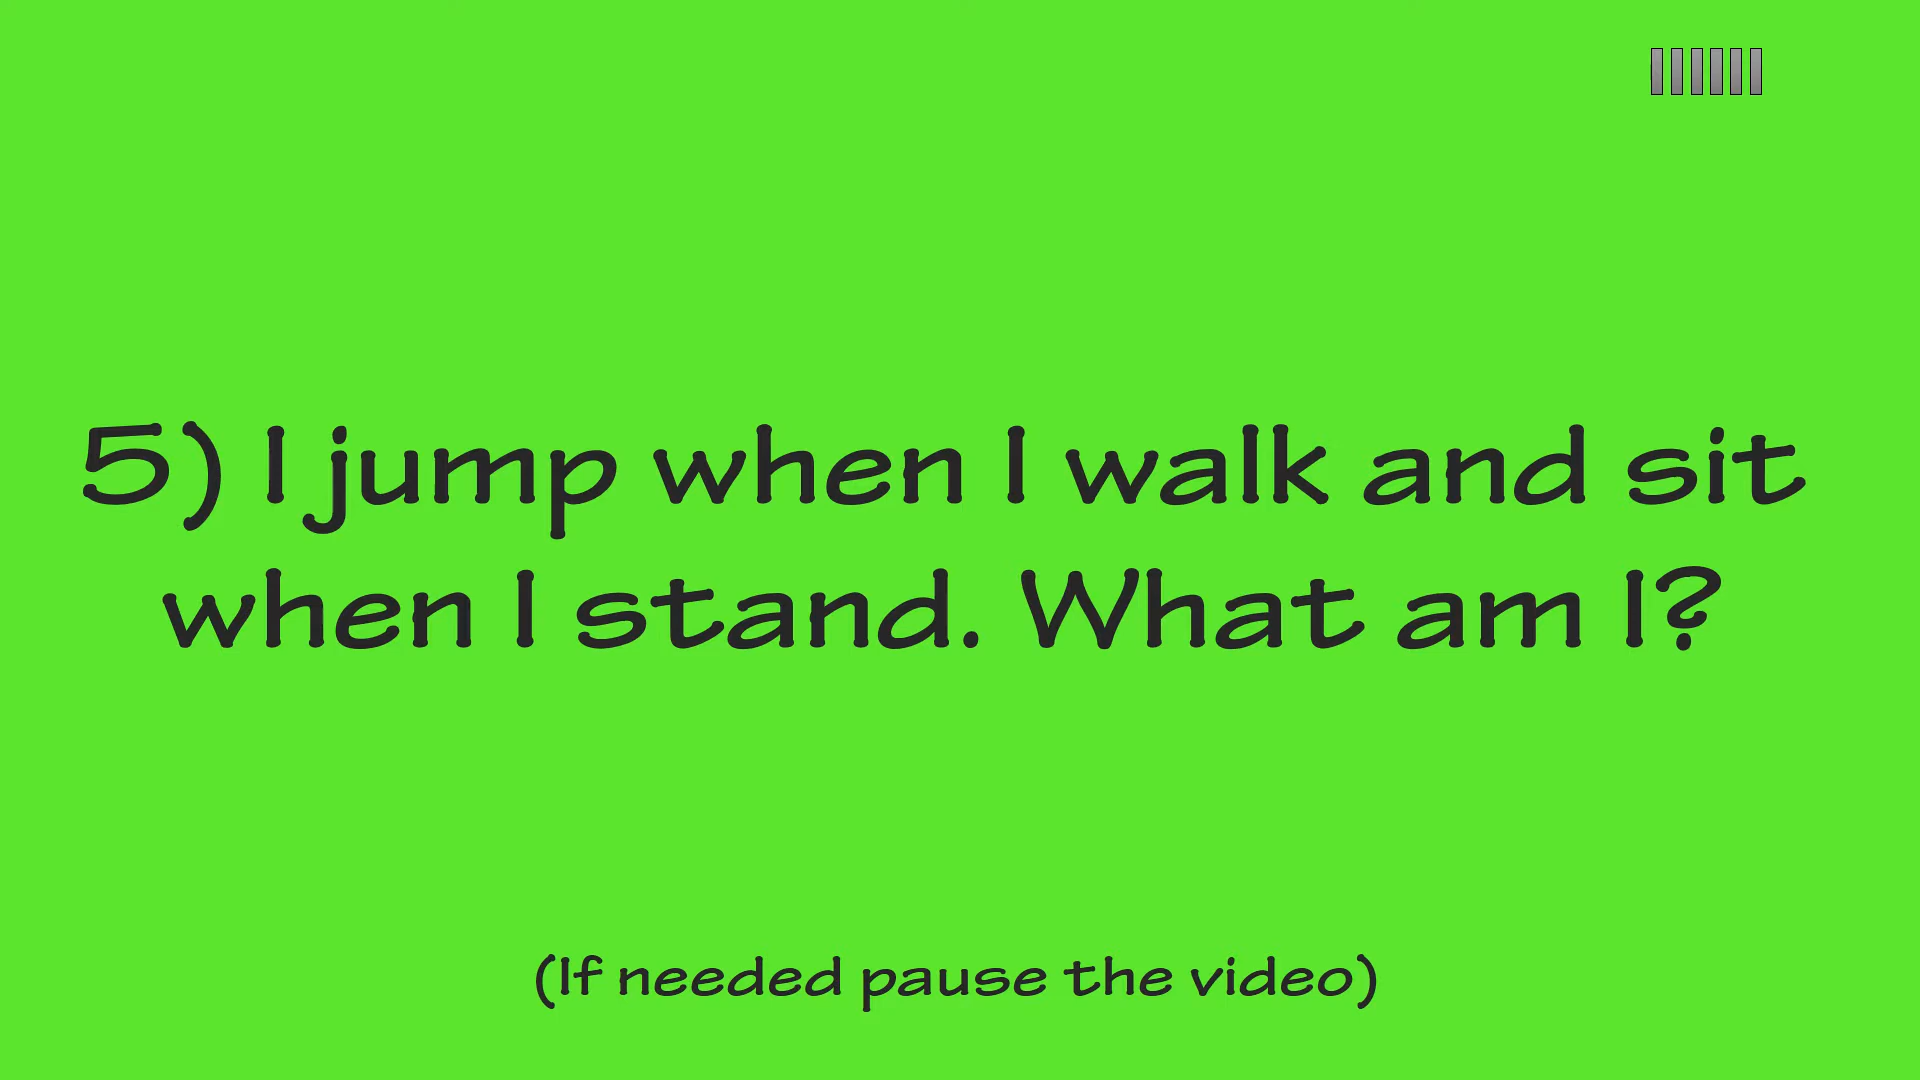 5) I jump when I walk and sit
when I stand. What am I?
(If needed pause the video)